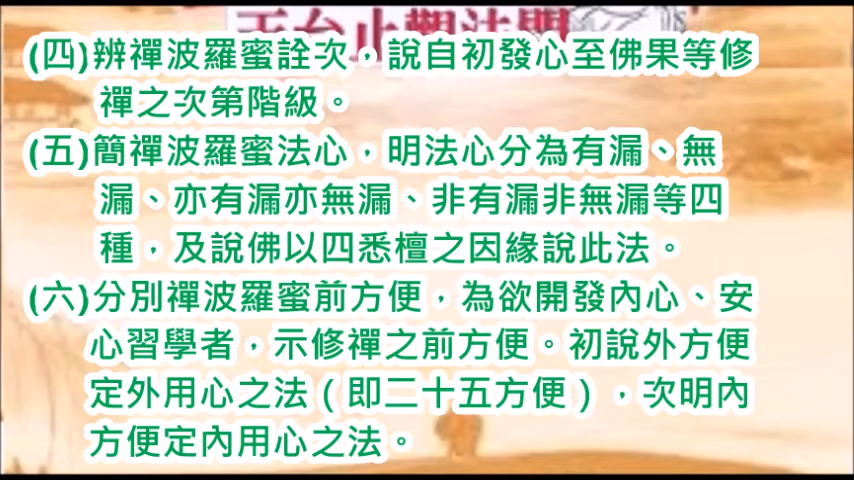 天台止觀法門
(四)辨禪波羅蜜詮次，說自初發心至佛果等修
禪之次第階級。
(五)簡禪波羅蜜法心，明法心分為有漏、無
漏、亦有漏亦無漏、非有漏非無漏等四
種，及說佛以四悉檀之因緣說此法。
(六)分別禪波羅蜜前方便，為欲開發內心、安
心習學者，示修禪之前方便。初說外方便
定外用心之法（即二十五方便），次明內
方便定內用心之法。